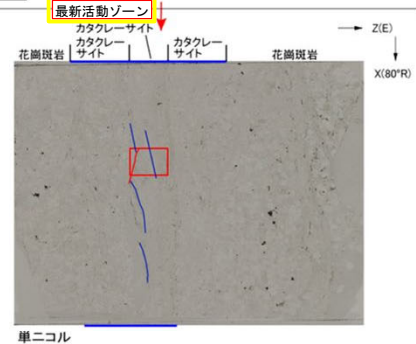 最新活動ゾーン
カタクレーサイト
カタクレー
サイト
カタクレー
サイト
花崗斑岩
花崗斑岩
Z(E)
X(80°R)
単ニコル